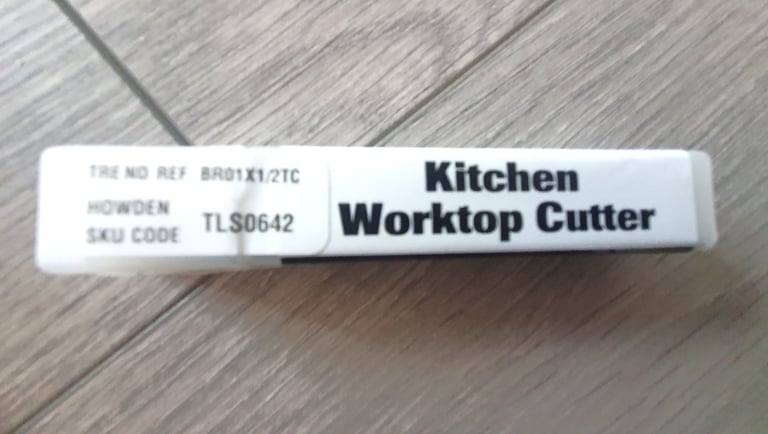 TREND REF BR01X1/2TC
HOWDEN
SKU CODE TLS0642
Kitchen
Worktop Cutter